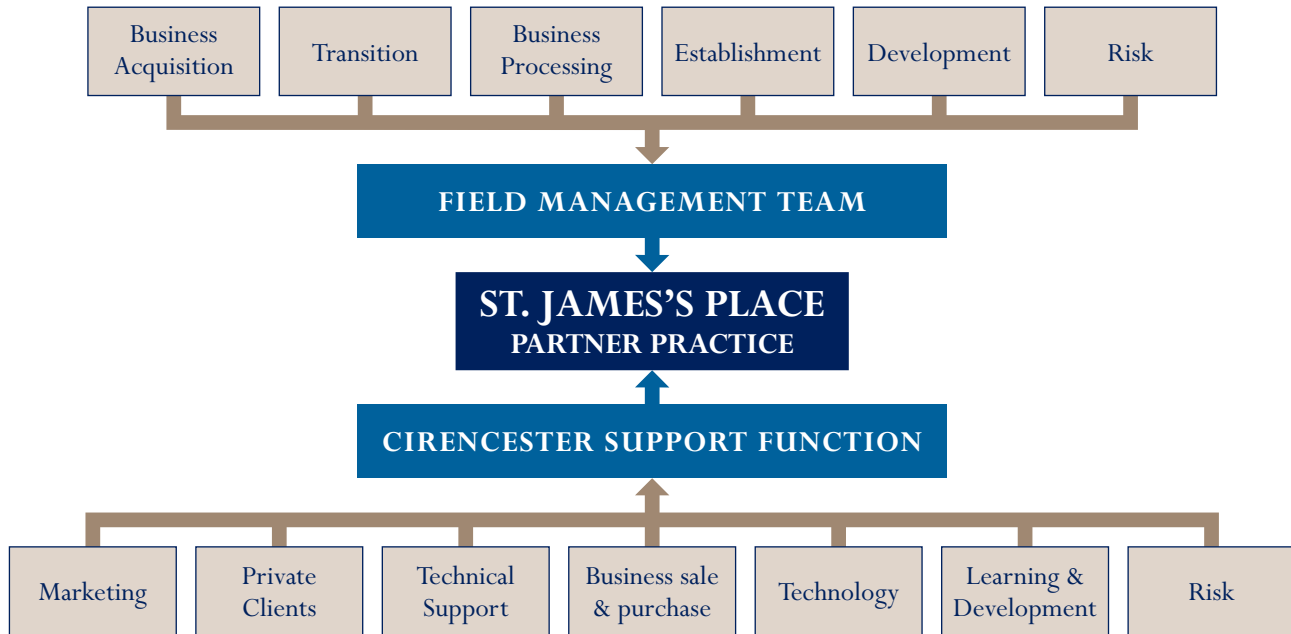 Business
Acquisition
Transition
Business
Processing
Establishment
Development
Risk
FIELD MANAGEMENT TEAM
ST. JAMES’S PLACE
PARTNER PRACTICE
CIRENCESTER SUPPORT FUNCTION
Marketing
Private
Clients
Technical
Support
Business sale
& purchase
Technology
Learning &
Development
Risk